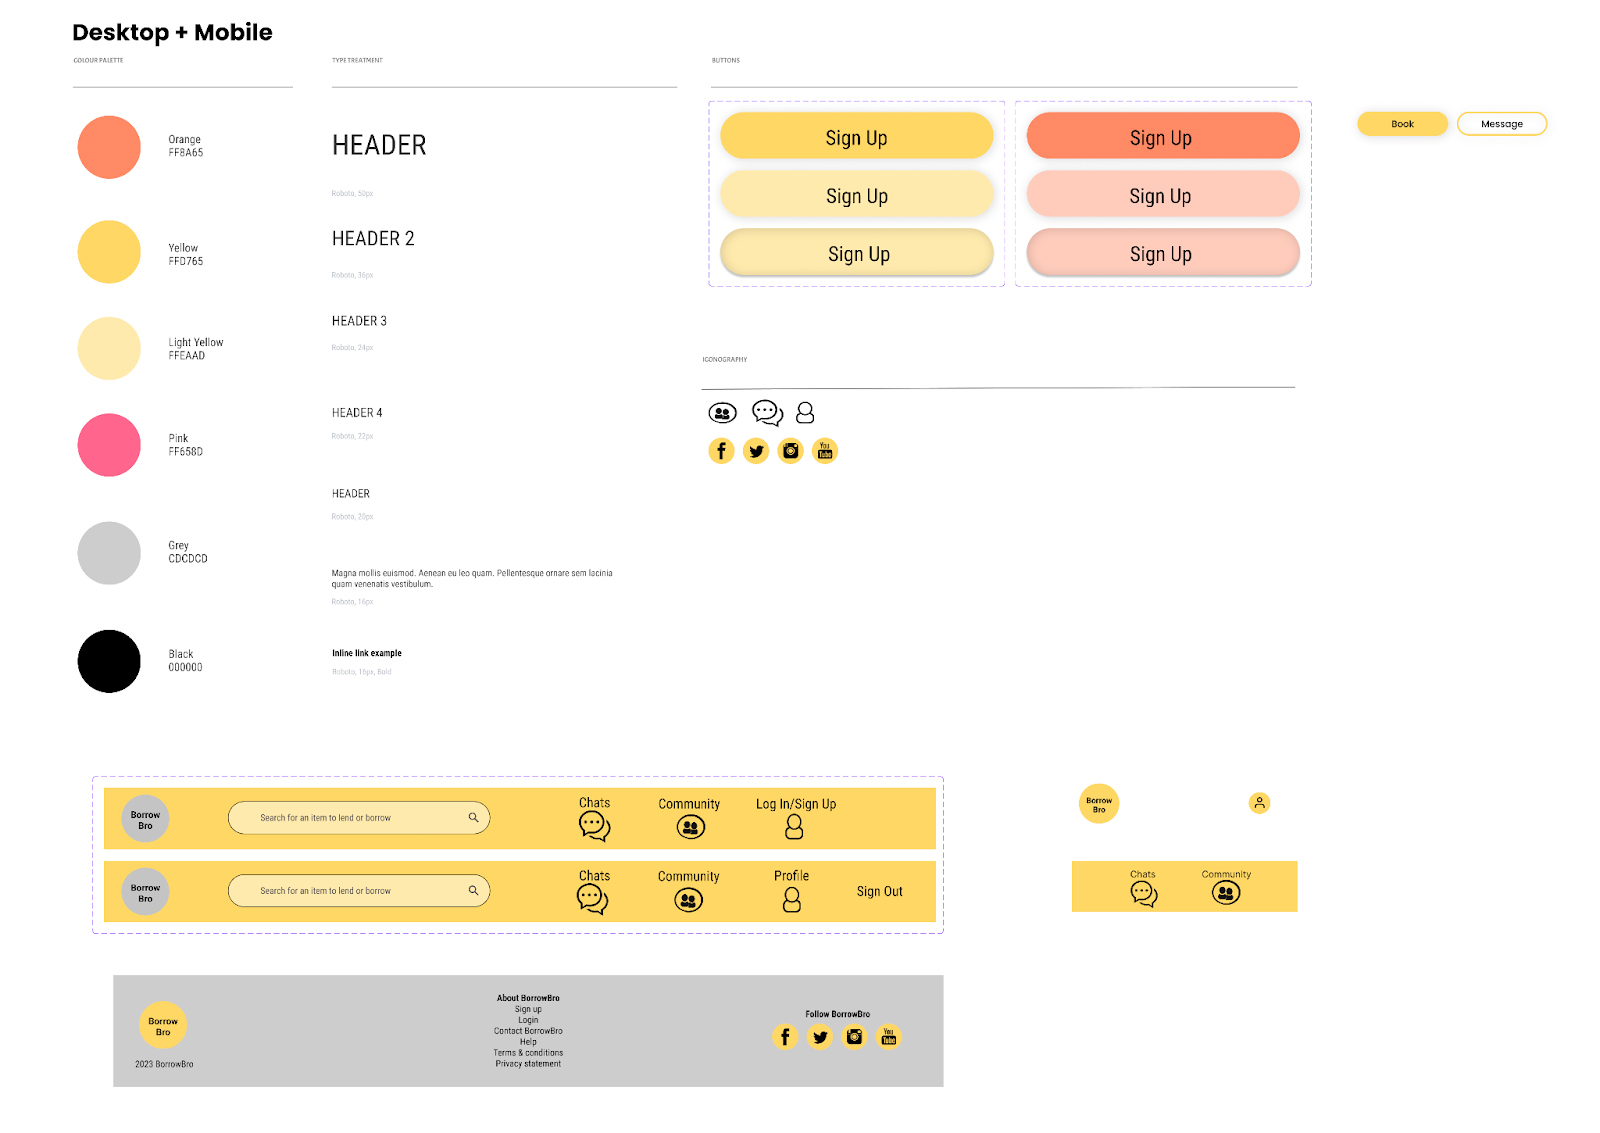 Desktop + Mobile
COLOUR PALETTE
Orange
FF8A65
Yellow
FFD765
Light Yellow
FFEAAD
Pink
FF658D
Grey
CDCDCD
Black
000000
TYPE TREATMENT
HEADER
Roboto, 50px
HEADER 2
Roboto, 36px
HEADER 3
Roboto, 24px
HEADER 4
Roboto, 22px
HEADER
Roboto, 20px
Magna mollis euismod. Aenean eu leo quam. Pellentesque ornare sem lacinia
quam venenatis vestibulum.
Roboto, 16px
Inline link example
Roboto, 16px, Bold
BUTTONS
Sign Up
Sign Up
Sign Up
Sign Up
Sign Up
Sign Up
Book
Message
ICONOGRAPHY
You
Tube
Borrow
Bro
Search for an item to lend or borrow
Chats
Community
Log In/Sign Up
Borrow
Bro
Search for an item to lend or borrow
Chats
Community
Profile
Sign Out
Borrow
Bro
Chats
Community
Borrow
Bro
2023 BorrowBro
About BorrowBro
Sign up
Login
Contact BorrowBro
Help
Terms & conditions
Privacy statement
Follow BorrowBro
You
Tube